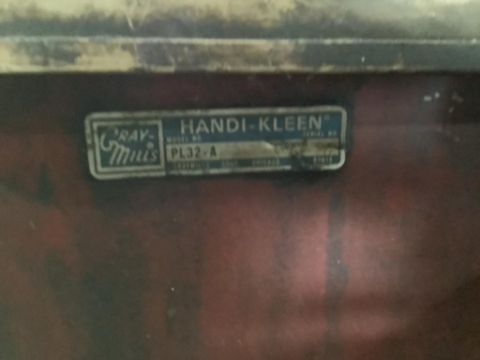 GRAY-MILLS
HANDI-KLEEN
MODEL NO. SERIAL NO.
PL32-A